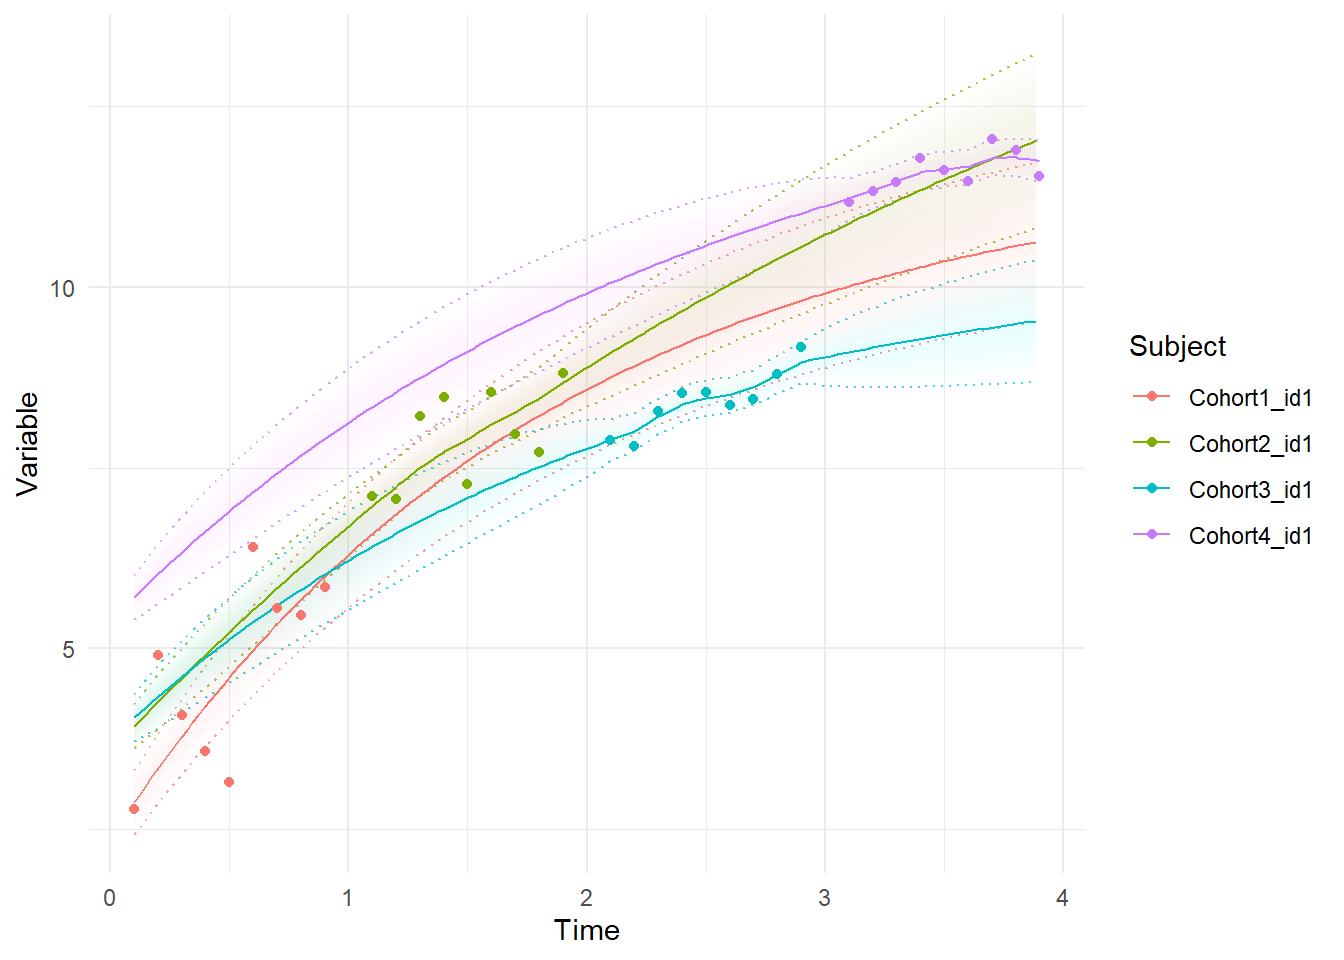 10
5
Variable
0 1 2 3 4
Time
Subject
Cohort1_id1
Cohort2_id1
Cohort3_id1
Cohort4_id1